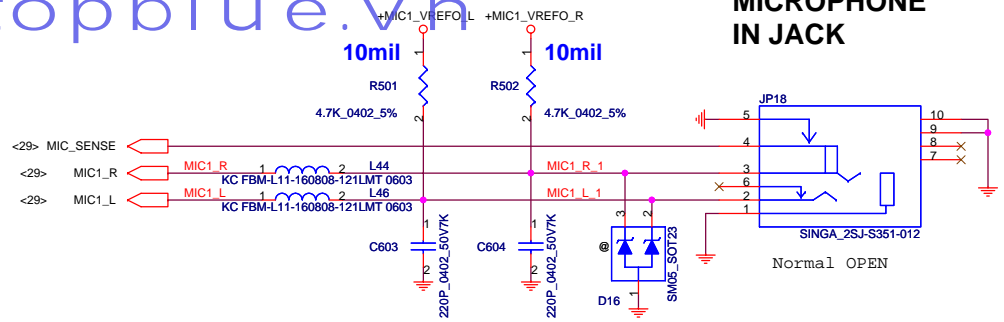 topblue.vn
MICROPHONE
IN JACK
+MIC1_VREFO_L
+MIC1_VREFO_R
10mil
10mil
1
1
R501
R502
4.7K_0402_5%
4.7K_0402_5%
2
2
JP18
5
10
9
4
8
7
<29> MIC_SENSE
<29> MIC1_R
MIC1_R
1
2
L44
MIC1_R_1
3
KC FBM-L11-160808-121LMT 0603
6
<29> MIC1_L
MIC1_L
1
2
L46
MIC1_L_1
2
KC FBM-L11-160808-121LMT 0603
1
SINGA_2SJ-S351-012
Normal OPEN
1
C603
2
220P_0402_50V7K
1
C604
2
220P_0402_50V7K
3
2
@
1
D16
SM05_SOT23